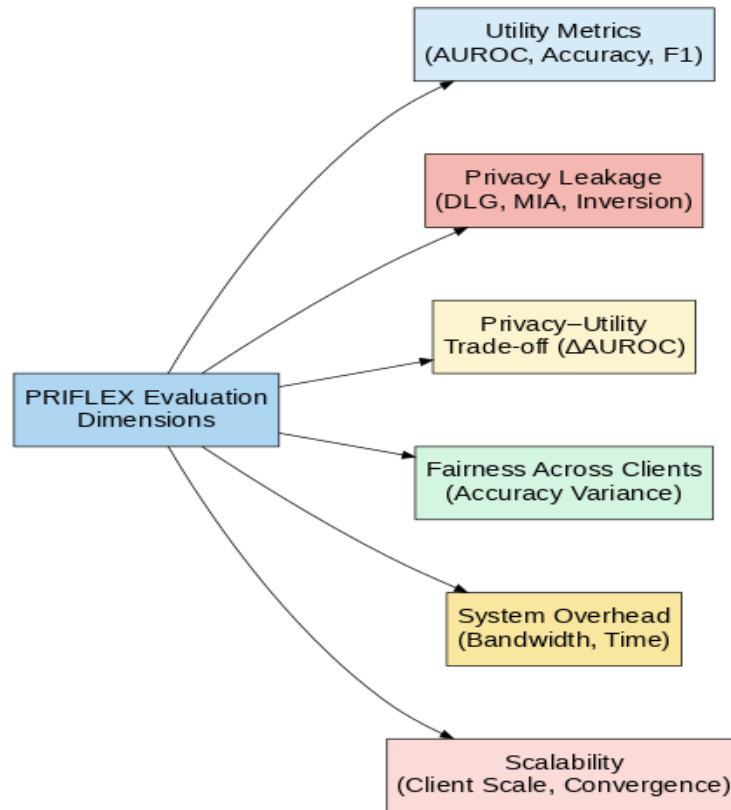 Utility Metrics
(AUROC, Accuracy, F1)
Privacy Leakage
(DLG, MIA, Inversion)
Privacy–Utility
Trade-off (ΔAUROC)
PRIFLEX Evaluation
Dimensions
Fairness Across Clients
(Accuracy Variance)
System Overhead
(Bandwidth, Time)
Scalability
(Client Scale, Convergence)